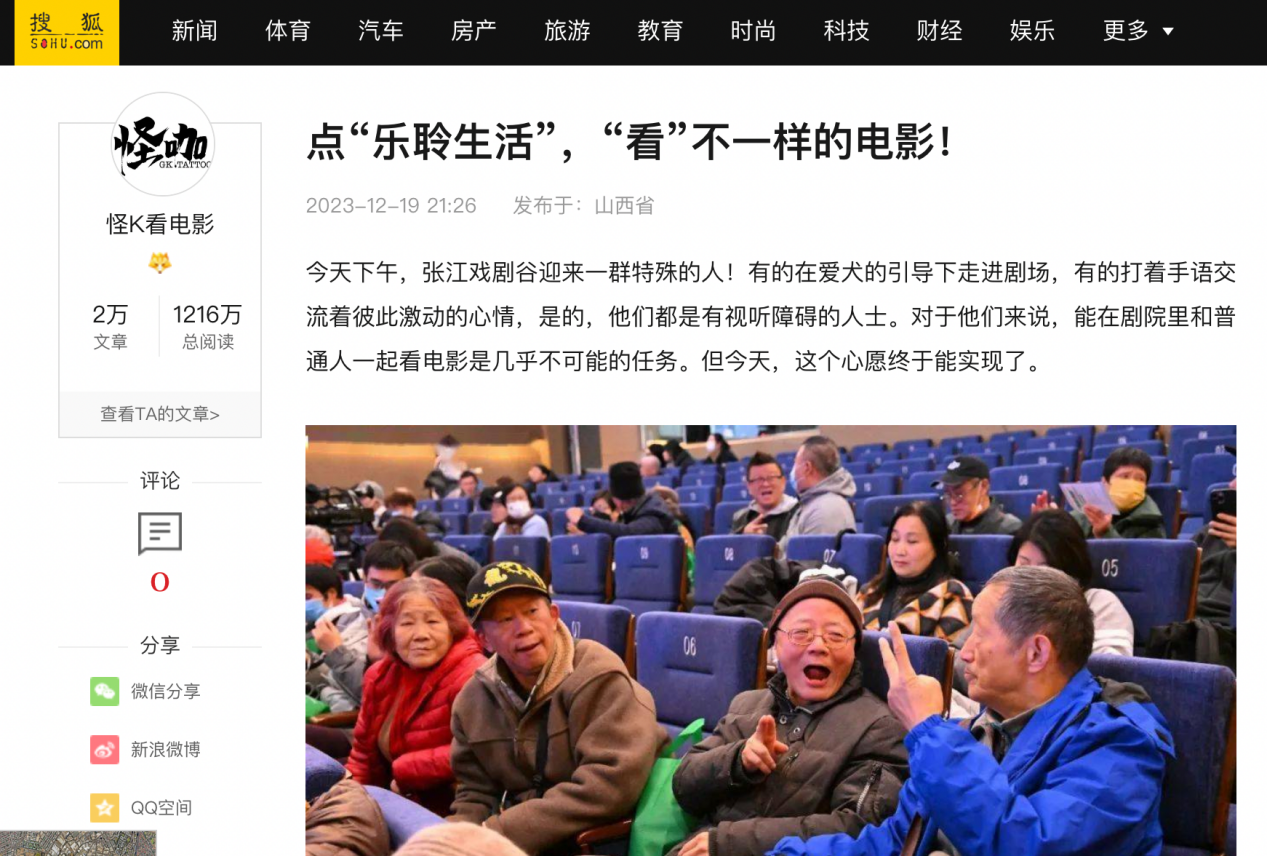 搜狐
SOHU.com
新闻
体育
汽车
房产
旅游
教育
时尚
科技
财经
娱乐
更多
怪咖
GK.TATTOO
怪K看电影
2万
1216万
文章
总阅读
查看TA的文章>
评论
0
分享
微信分享
新浪微博
QQ空间
点“乐聆生活”，“看”不一样的电影！
2023-12-19 21:26
发布于：山西省
今天下午，张江戏剧谷迎来一群特殊的人！有的在爱犬的引导下走进剧场，有的打着手语交
流着彼此激动的心情，是的，他们都是有视听障碍的人士。对于他们来说，能在剧院里和普
通人一起看电影是几乎不可能的任务。但今天，这个心愿终于能实现了。
09
08
07
05
06